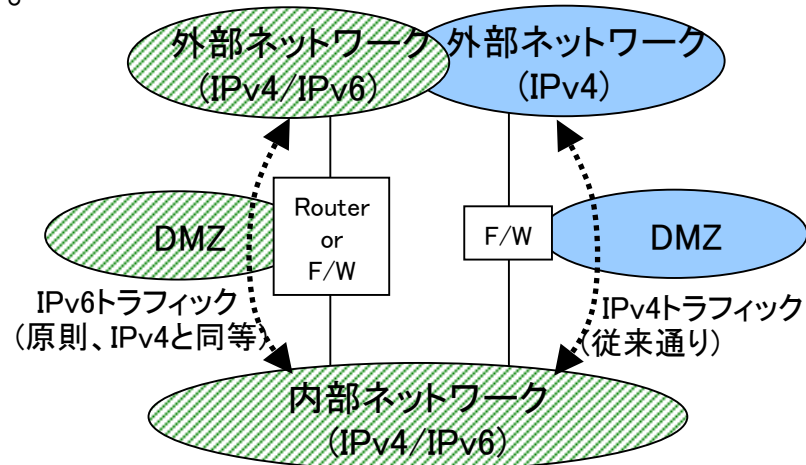 。
外部ネットワーク
(IPv4/IPv6)
外部ネットワーク
(IPv4)
DMZ
Router
or
F/W
F/W
DMZ
IPv6トラフィック
(原則、IPv4と同等)
IPv4トラフィック
(従来通り)
内部ネットワーク
(IPv4/IPv6)